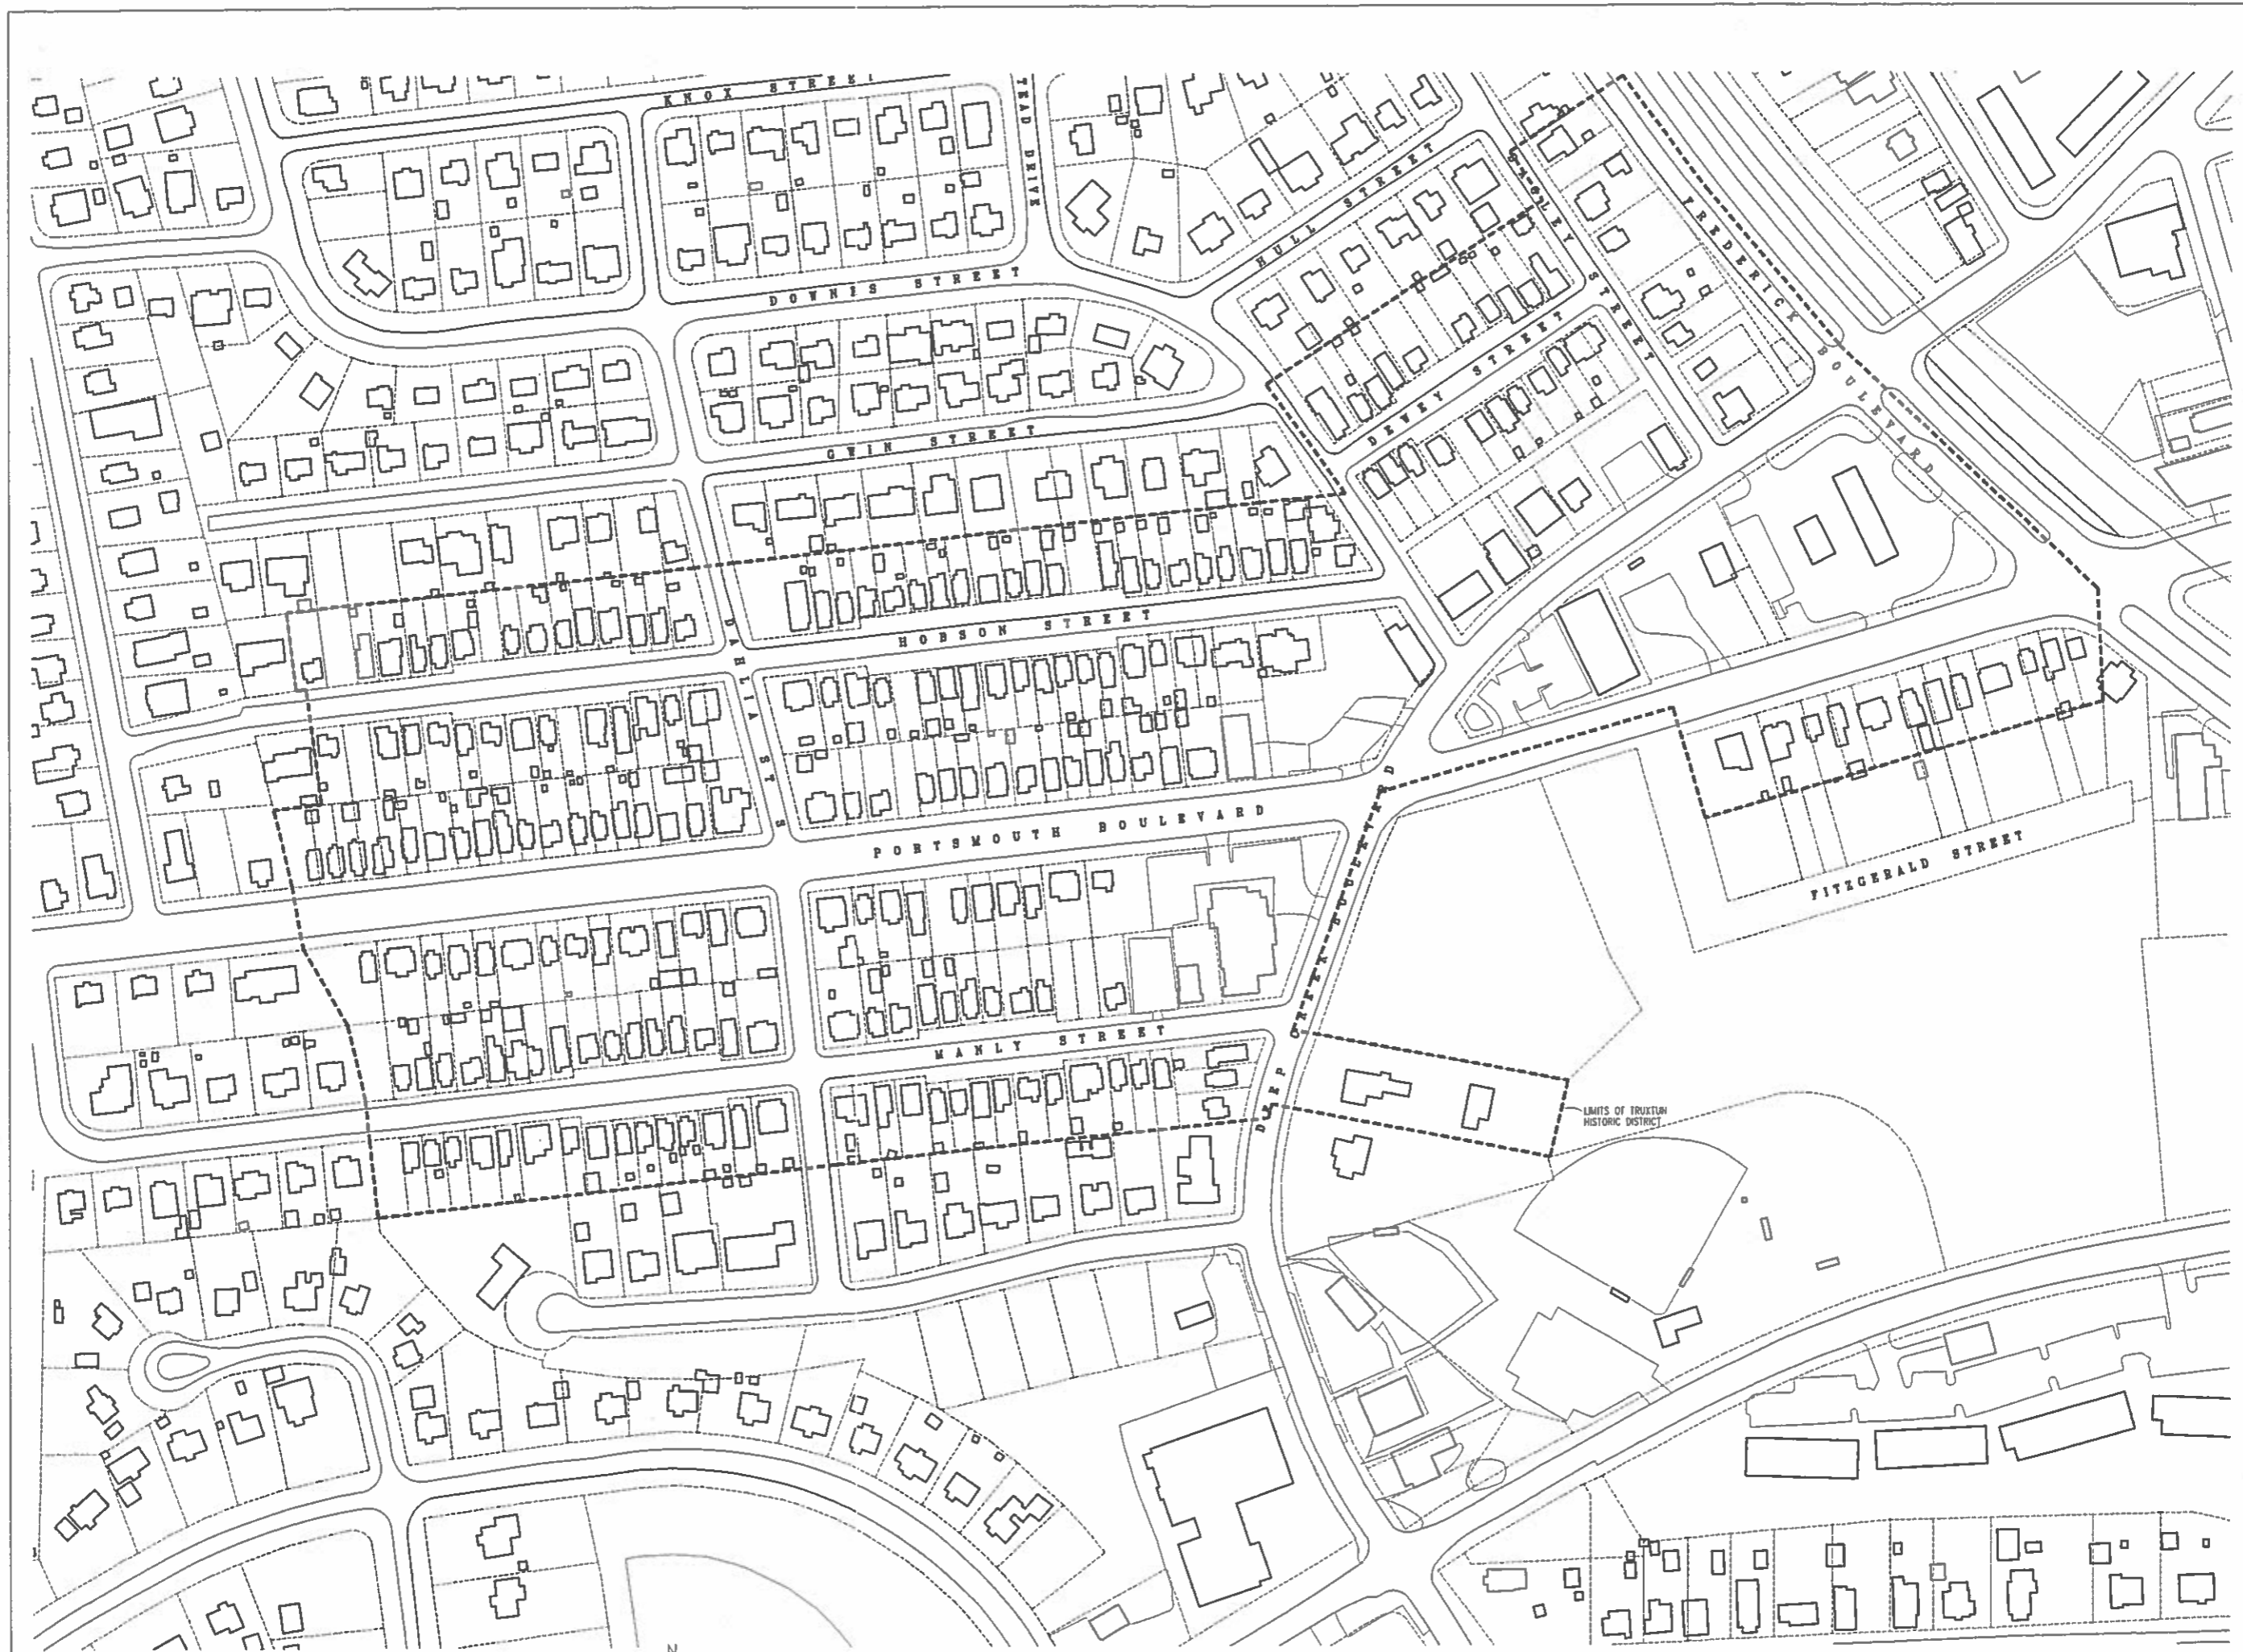 KNOX STREET
TEAD DRIVE
HULL STREET
BAGLEY STREET
FREDERICK BOULEVARD
DOWNES STREET
DEWEY STREET
GWIN STREET
HOBSON STREET
DAHLIA ST S
PORTSMOUTH BOULEVARD
FITZGERALD STREET
DEEP CREEK BOULEVARD
MANLY STREET
LIMITS OF TRUXTUN
HISTORIC DISTRICT
N